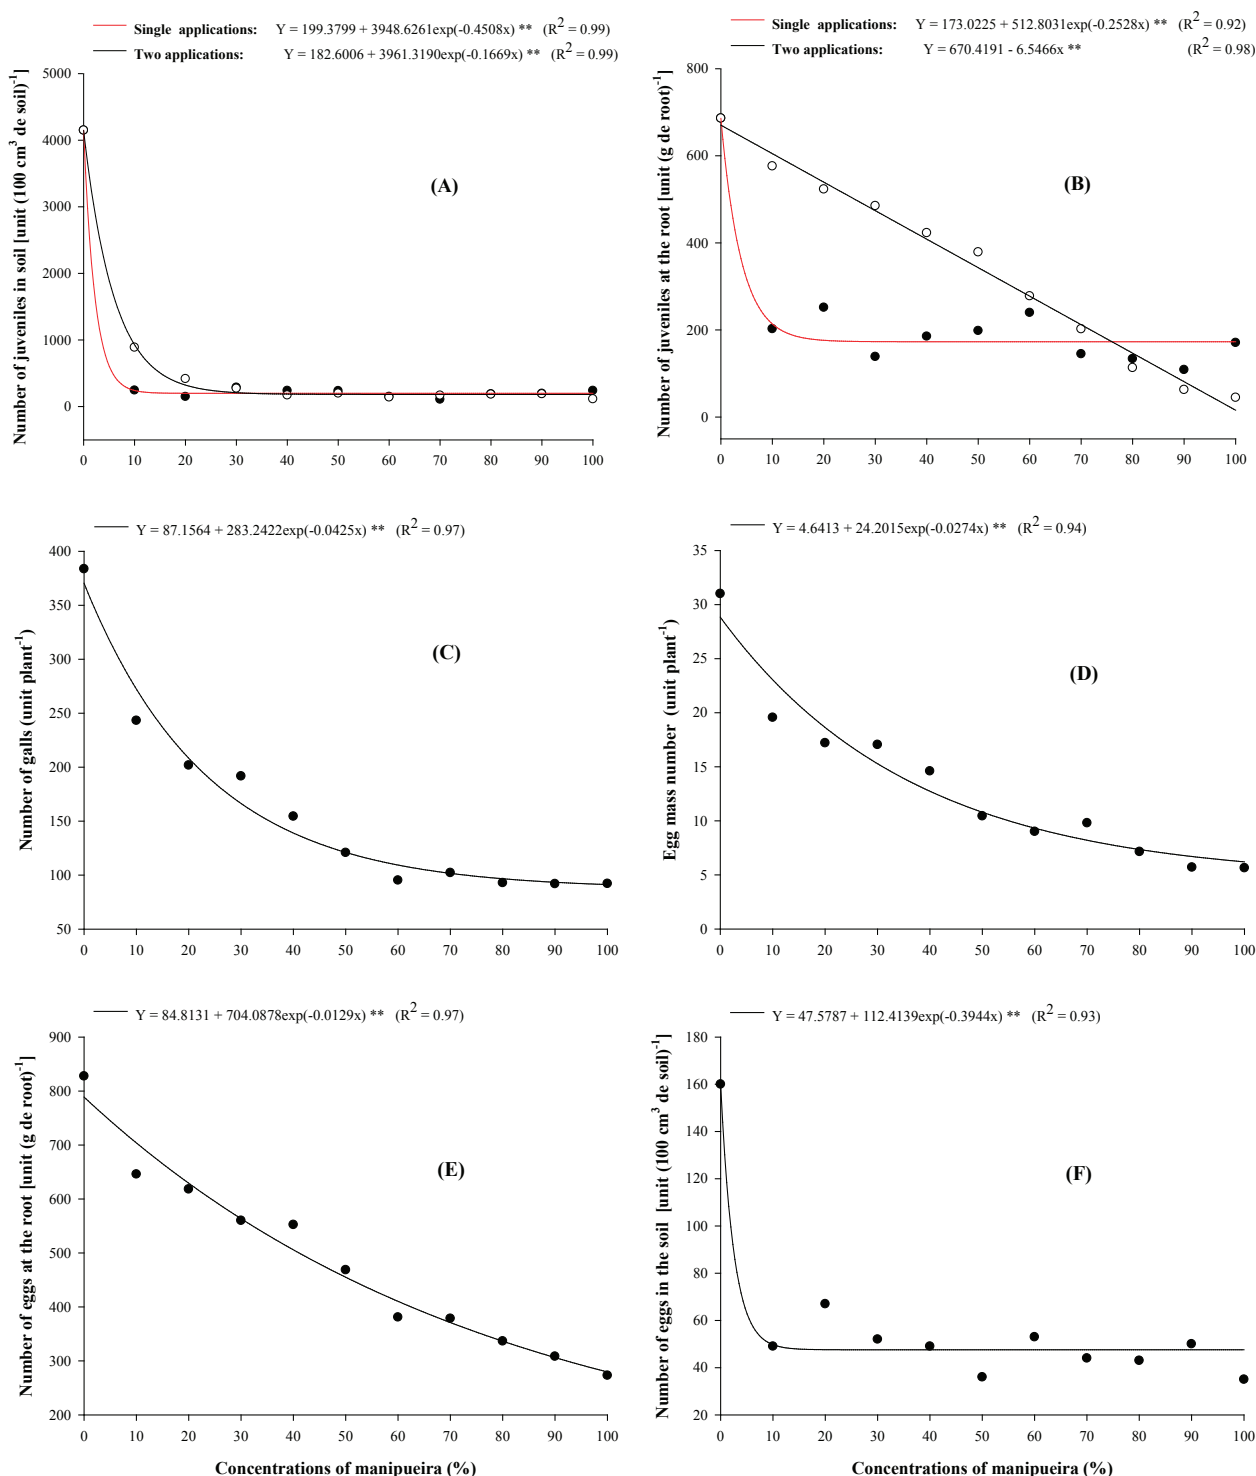 Single applications: Y = 199.3799 + 3948.6261exp(-0.4508x) ** (R² = 0.99)
Two applications: Y = 182.6006 + 3961.3190exp(-0.1669x) ** (R² = 0.99)
Number of juveniles in soil [unit (100 cm³ de soil)⁻¹]
5000
4000
3000
2000
1000
0
(A)
0 10 20 30 40 50 60 70 80 90 100
Single applications: Y = 173.0225 + 512.8031exp(-0.2528x) ** (R² = 0.92)
Two applications: Y = 670.4191 - 6.5466x ** (R² = 0.98)
Number of juveniles at the root [unit (g de root)⁻¹]
800
600
400
200
0
(B)
0 10 20 30 40 50 60 70 80 90 100
Y = 87.1564 + 283.2422exp(-0.0425x) ** (R² = 0.97)
Number of galls (unit plant⁻¹)
400
350
300
250
200
150
100
50
(C)
0 10 20 30 40 50 60 70 80 90 100
Y = 4.6413 + 24.2015exp(-0.0274x) ** (R² = 0.94)
Egg mass number (unit plant⁻¹)
35
30
25
20
15
10
5
0
(D)
0 10 20 30 40 50 60 70 80 90 100
Y = 84.8131 + 704.0878exp(-0.0129x) ** (R² = 0.97)
Number of eggs at the root [unit (g de root)⁻¹]
900
800
700
600
500
400
300
200
(E)
0 10 20 30 40 50 60 70 80 90 100
Concentrations of manipueira (%)
Y = 47.5787 + 112.4139exp(-0.3944x) ** (R² = 0.93)
Number of eggs in the soil [unit (100 cm³ de soil)⁻¹]
180
160
140
120
100
80
60
40
20
(F)
0 10 20 30 40 50 60 70 80 90 100
Concentrations of manipueira (%)